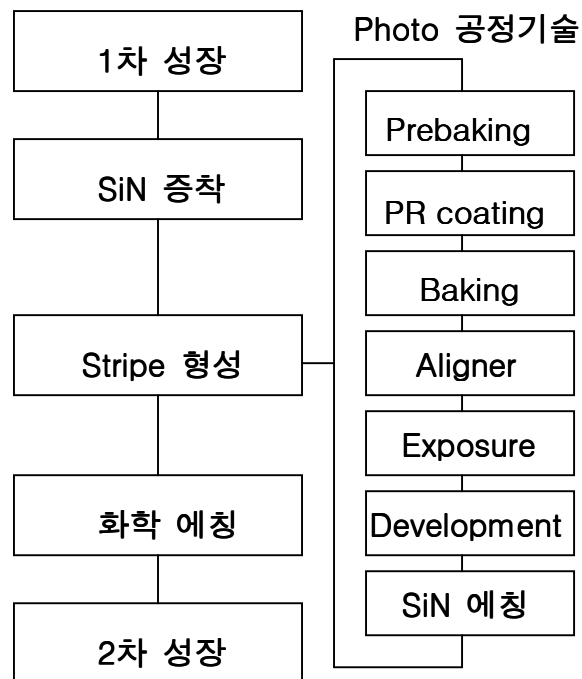 1차 성장
SiN 증착
Stripe 형성
화학 에칭
2차 성장
Photo 공정기술
Prebaking
PR coating
Baking
Aligner
Exposure
Development
SiN 에칭